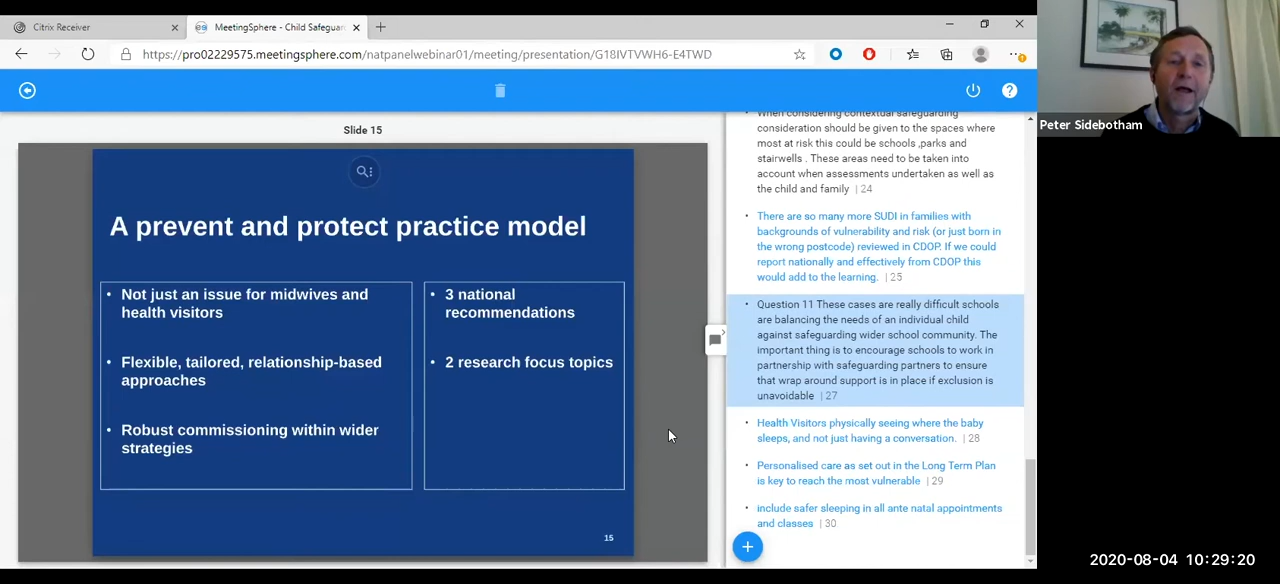 Citrix Receiver
MeetingSphere - Child Safeguar
https://pro02229575.meetingsphere.com/natpanelwebinar01/meeting/presentation/G18IVTVWH6-E4TWD
Slide 15
A prevent and protect practice model
• Not just an issue for midwives and
health visitors
• Flexible, tailored, relationship-based
approaches
• Robust commissioning within wider
strategies
• 3 national
recommendations
• 2 research focus topics
15
When considering contextual safeguarding
consideration should be given to the spaces where
most at risk this could be schools ,parks and
stairwells . These areas need to be taken into
account when assessments undertaken as well as
the child and family | 24
• There are so many more SUDI in families with
backgrounds of vulnerability and risk (or just born in
the wrong postcode) reviewed in CDOP. If we could
report nationally and effectively from CDOP this
would add to the learning. | 25
• Question 11 These cases are really difficult schools
are balancing the needs of an individual child
against safeguarding wider school community. The
important thing is to encourage schools to work in
partnership with safeguarding partners to ensure
that wrap around support is in place if exclusion is
unavoidable | 27
• Health Visitors physically seeing where the baby
sleeps, and not just having a conversation. | 28
• Personalised care as set out in the Long Term Plan
is key to reach the most vulnerable | 29
• include safer sleeping in all ante natal appointments
and classes | 30
Peter Sidebotham
2020-08-04 10:29:20